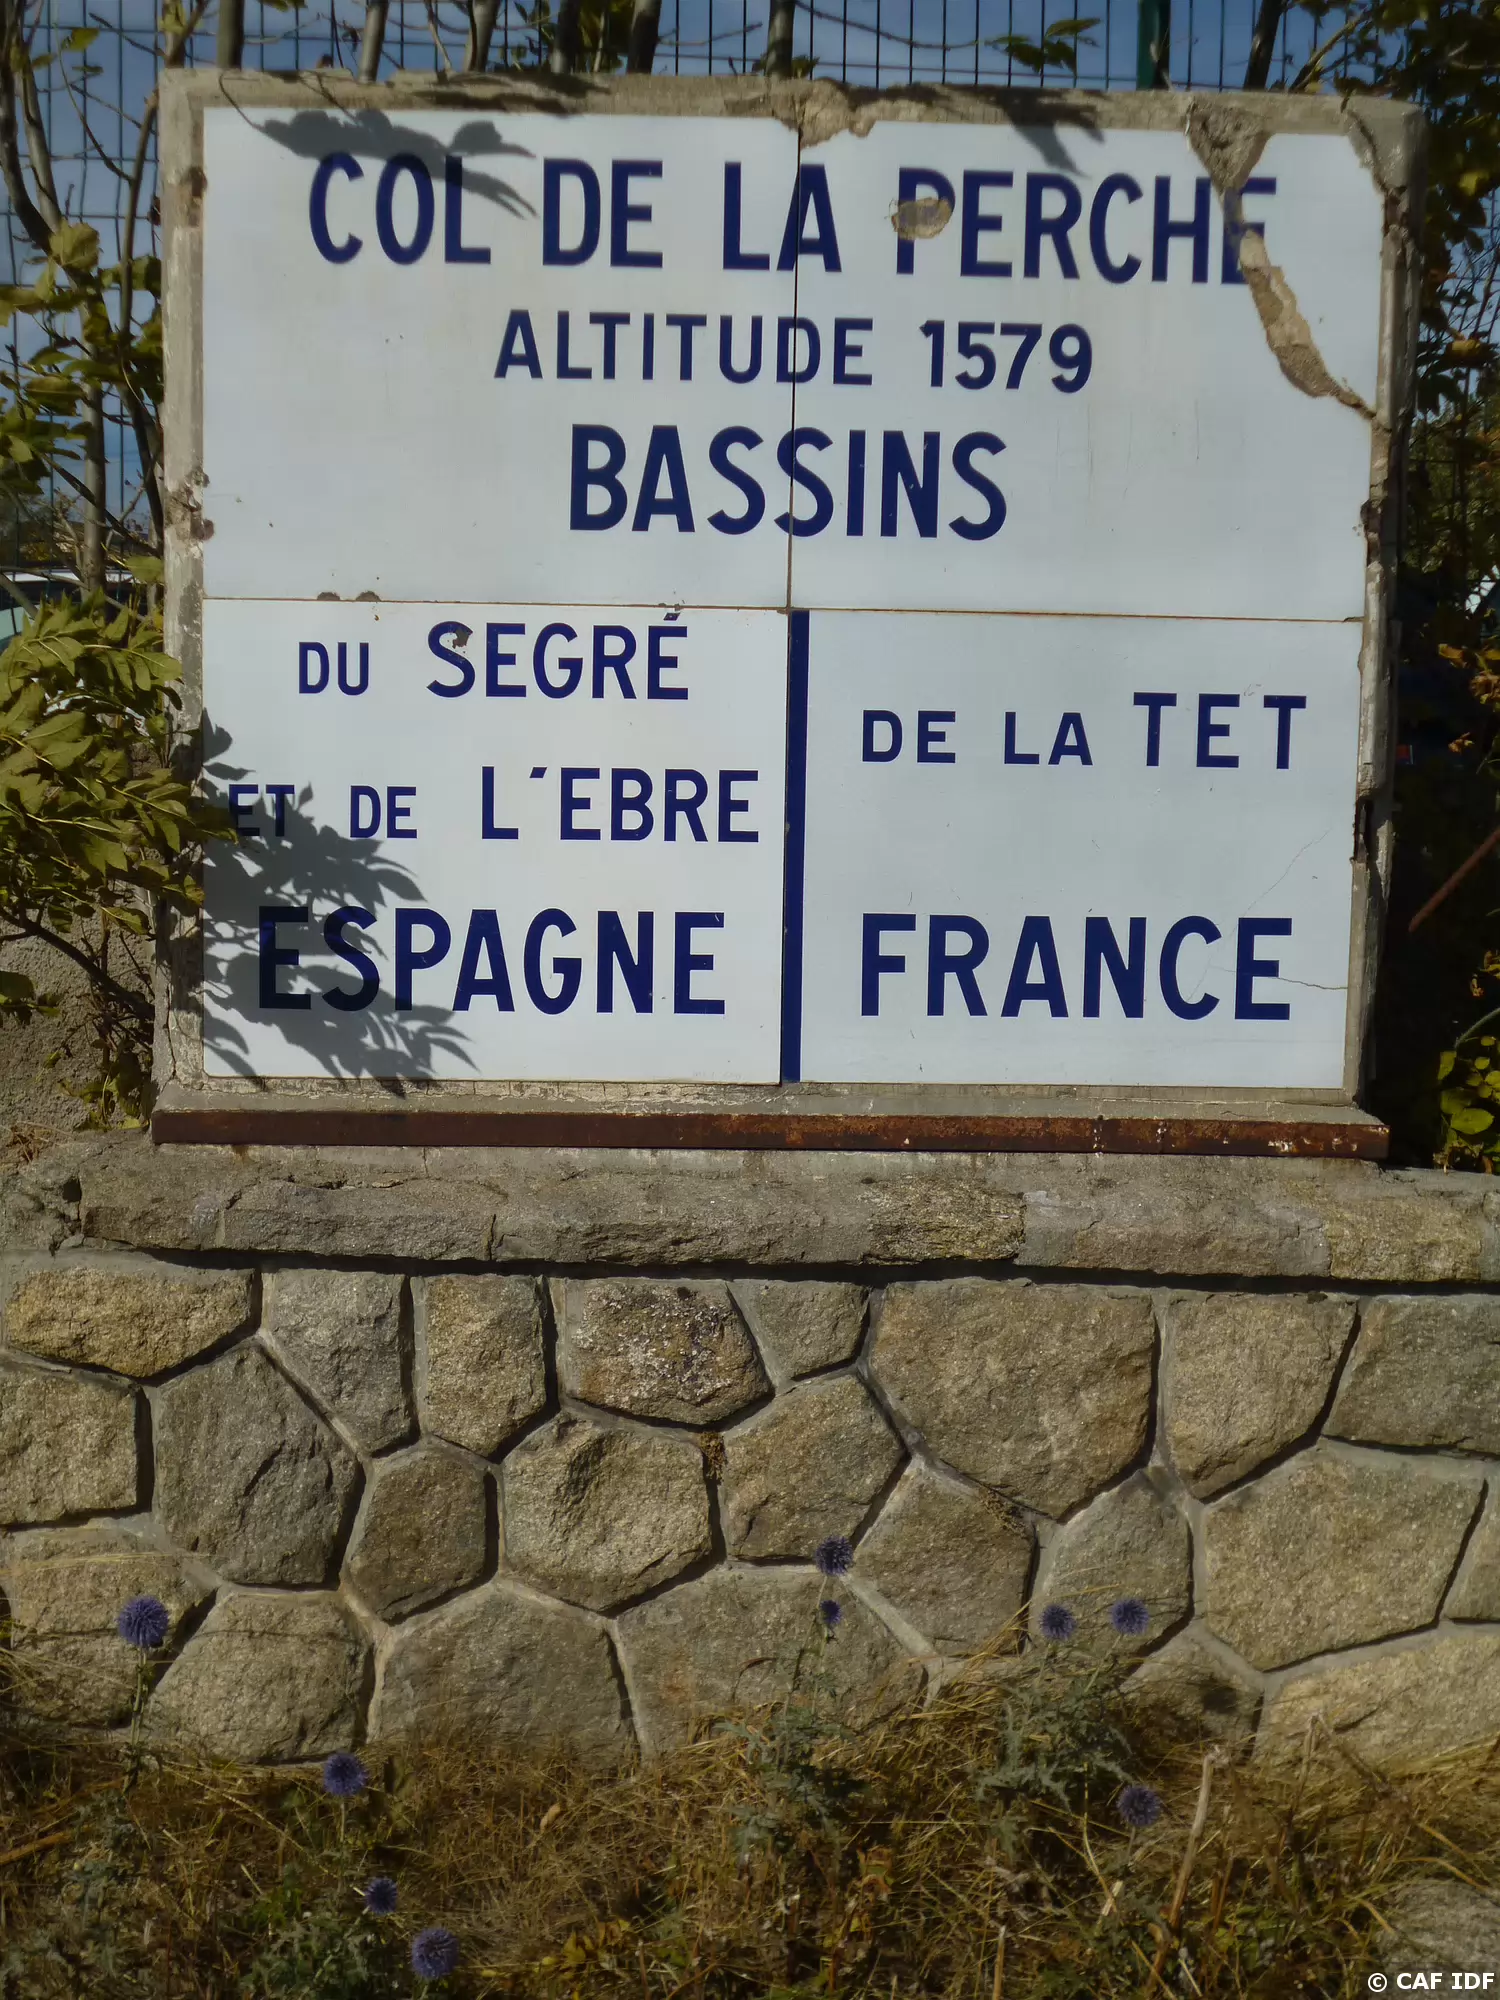 COL DE LA PERCHE
ALTITUDE 1579
BASSINS
DU SEGRÉ
ET DE L'EBRE
ESPAGNE
DE LA TET
FRANCE
© CAF IDF